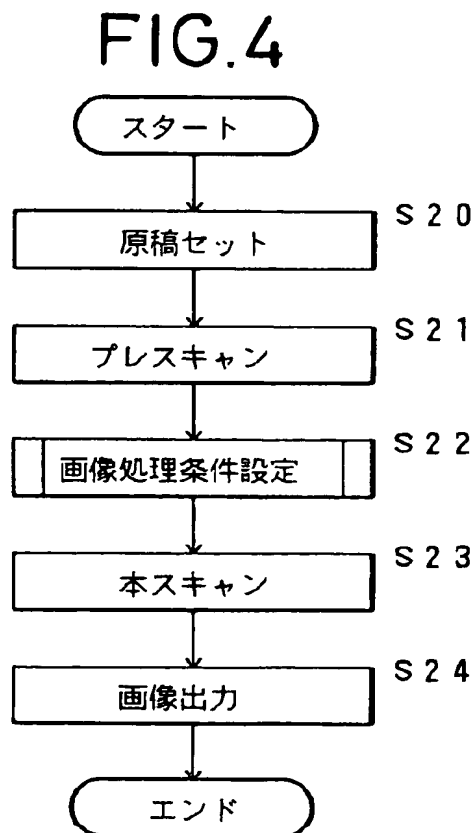 FIG.4
スタート
S20
原稿セット
S21
プレスキャン
S22
画像処理条件設定
S23
本スキャン
S24
画像出力
エンド